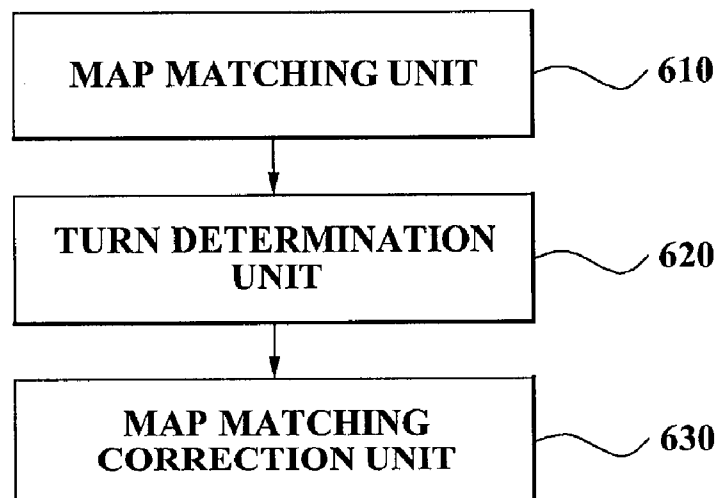 MAP MATCHING UNIT
610
TURN DETERMINATION
UNIT
620
MAP MATCHING
CORRECTION UNIT
630